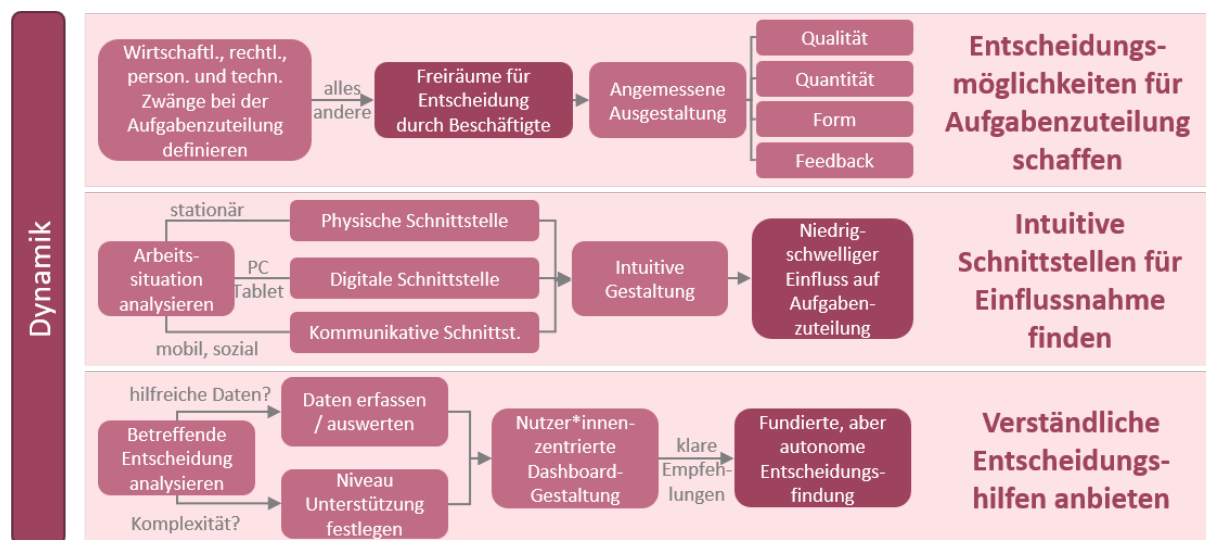 Dynamik
Wirtschaftl., rechtl.,
person. und techn.
Zwänge bei der
Aufgabenzuteilung
definieren
alles
andere
Freiräume für
Entscheidung
durch Beschäftigte
Angemessene
Ausgestaltung
Qualität
Quantität
Form
Feedback
Entscheidungs-
möglichkeiten für
Aufgabenzuteilung
schaffen
Arbeits-
situation
analysieren
stationär
PC
Tablet
mobil, sozial
Physische Schnittstelle
Digitale Schnittstelle
Kommunikative Schnittst.
Intuitive
Gestaltung
Niedrig-
schwelliger
Einfluss auf
Aufgaben-
zuteilung
Intuitive
Schnittstellen für
Einflussnahme
finden
hilfreiche Daten?
Betreffende
Entscheidung
analysieren
Komplexität?
Daten erfassen
/ auswerten
Niveau
Unterstützung
festlegen
Nutzer*innen-
zentrierte
Dashboard-
Gestaltung
klare
Empfeh-
lungen
Fundierte, aber
autonome
Entscheidungs-
findung
Verständliche
Entscheidungs-
hilfen anbieten